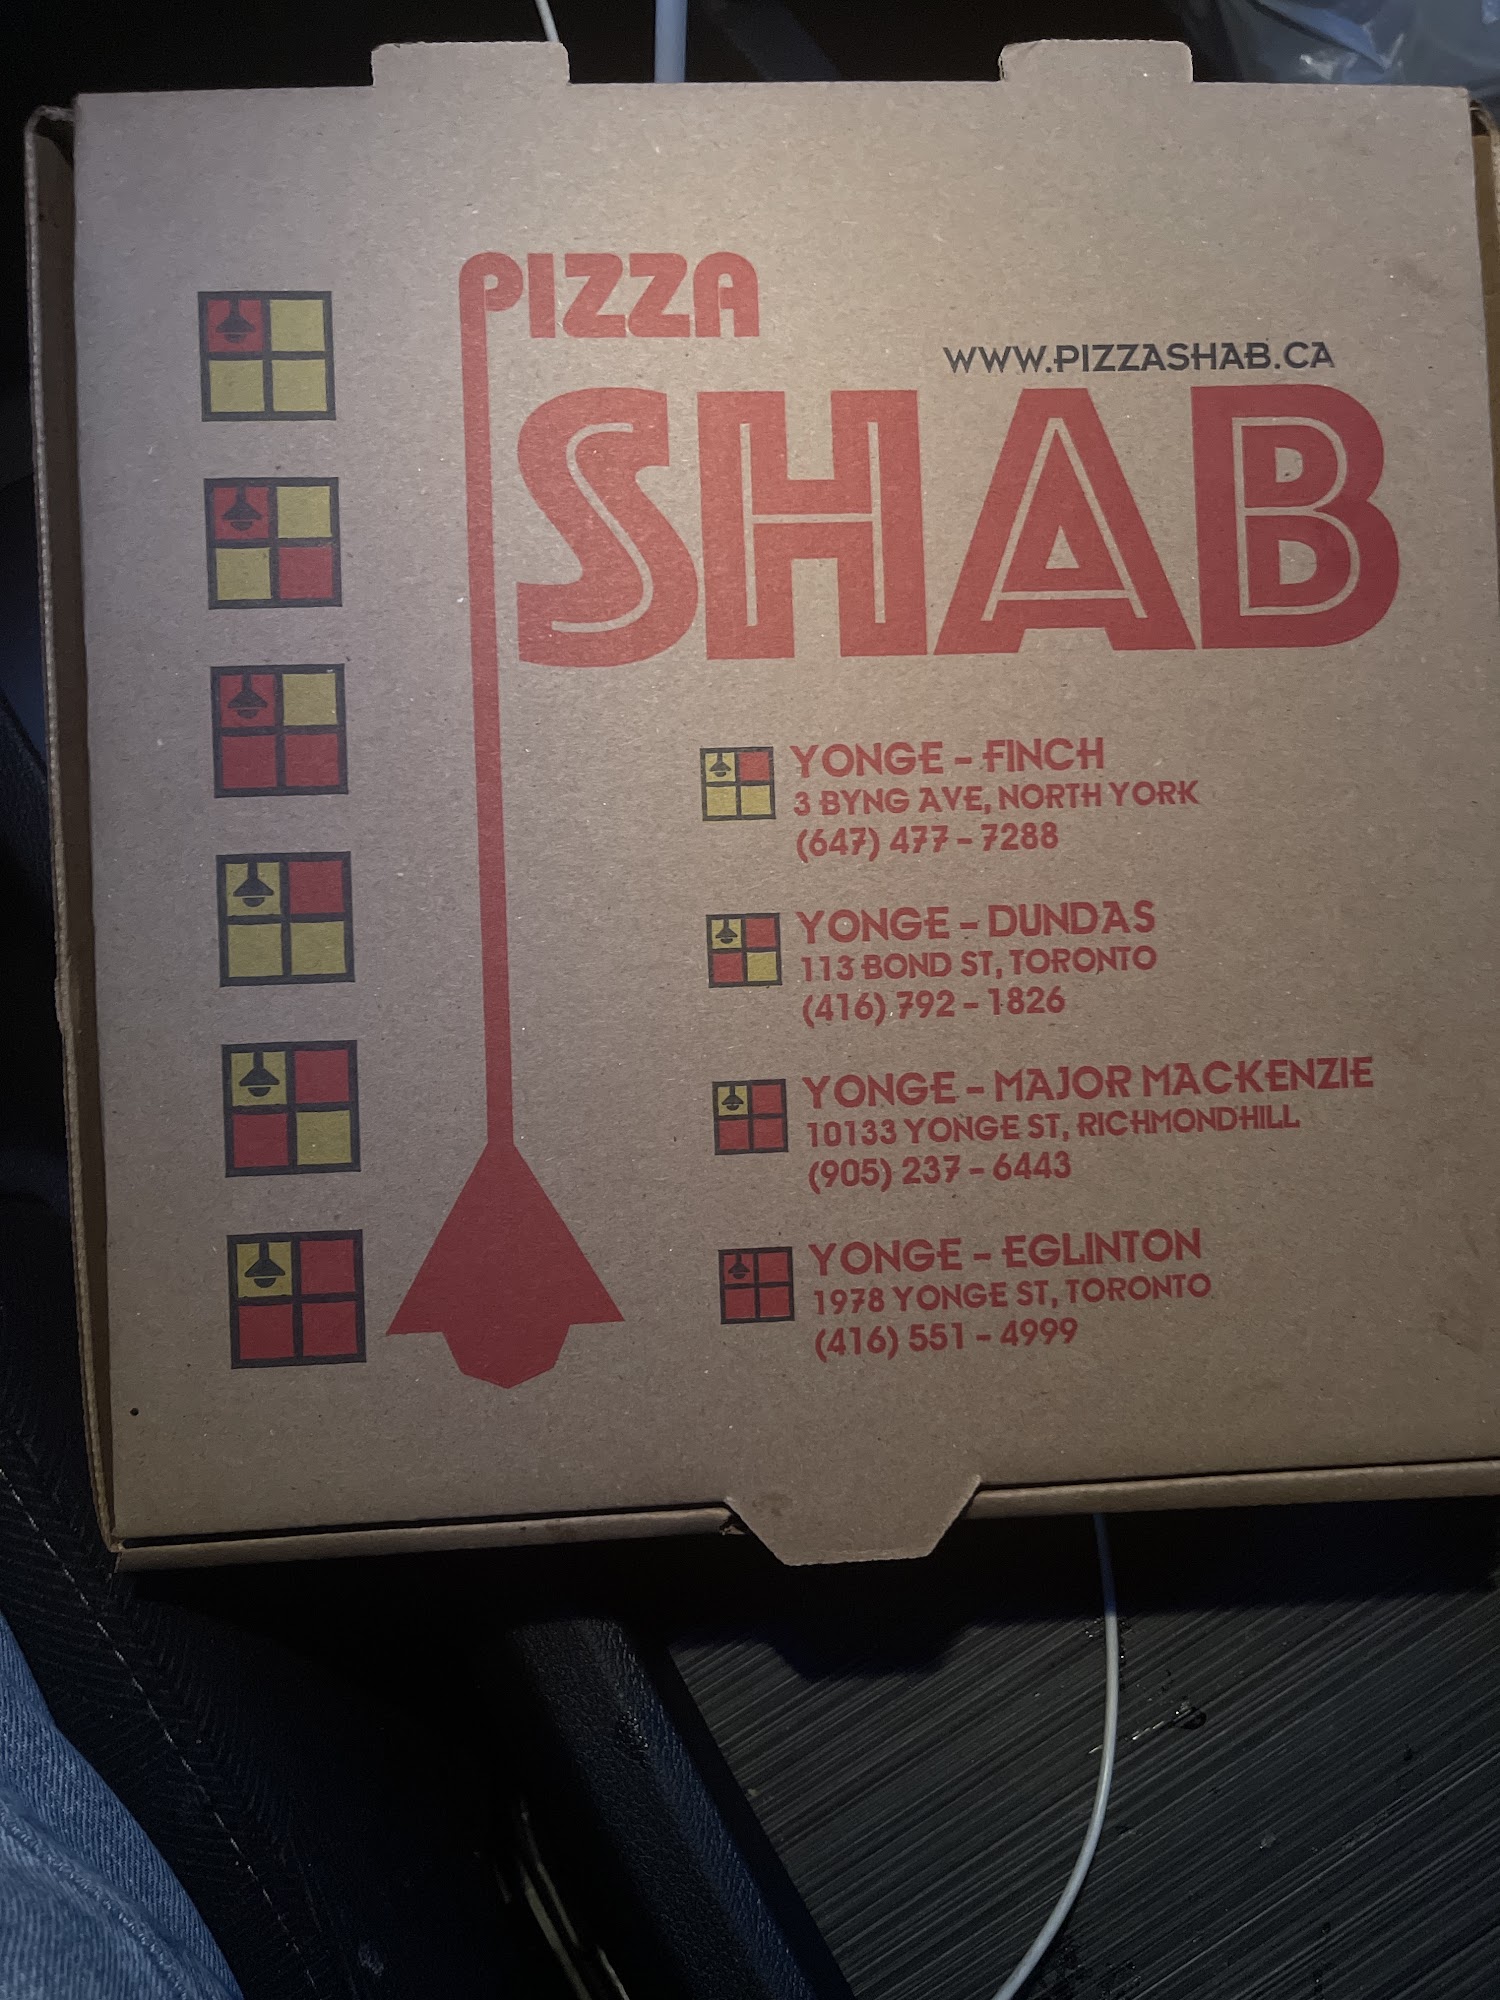 PIZZA
WWW.PIZZASHAB.CA
SHAB
YONGE - FINCH
3 BYNG AVE, NORTH YORK
(647) 477 - 7288
YONGE - DUNDAS
113 BOND ST, TORONTO
(416) 792 - 1826
YONGE - MAJOR MACKENZIE
10133 YONGE ST, RICHMONDHILL
(905) 237 - 6443
YONGE - EGLINTON
1978 YONGE ST, TORONTO
(416) 551 - 4999